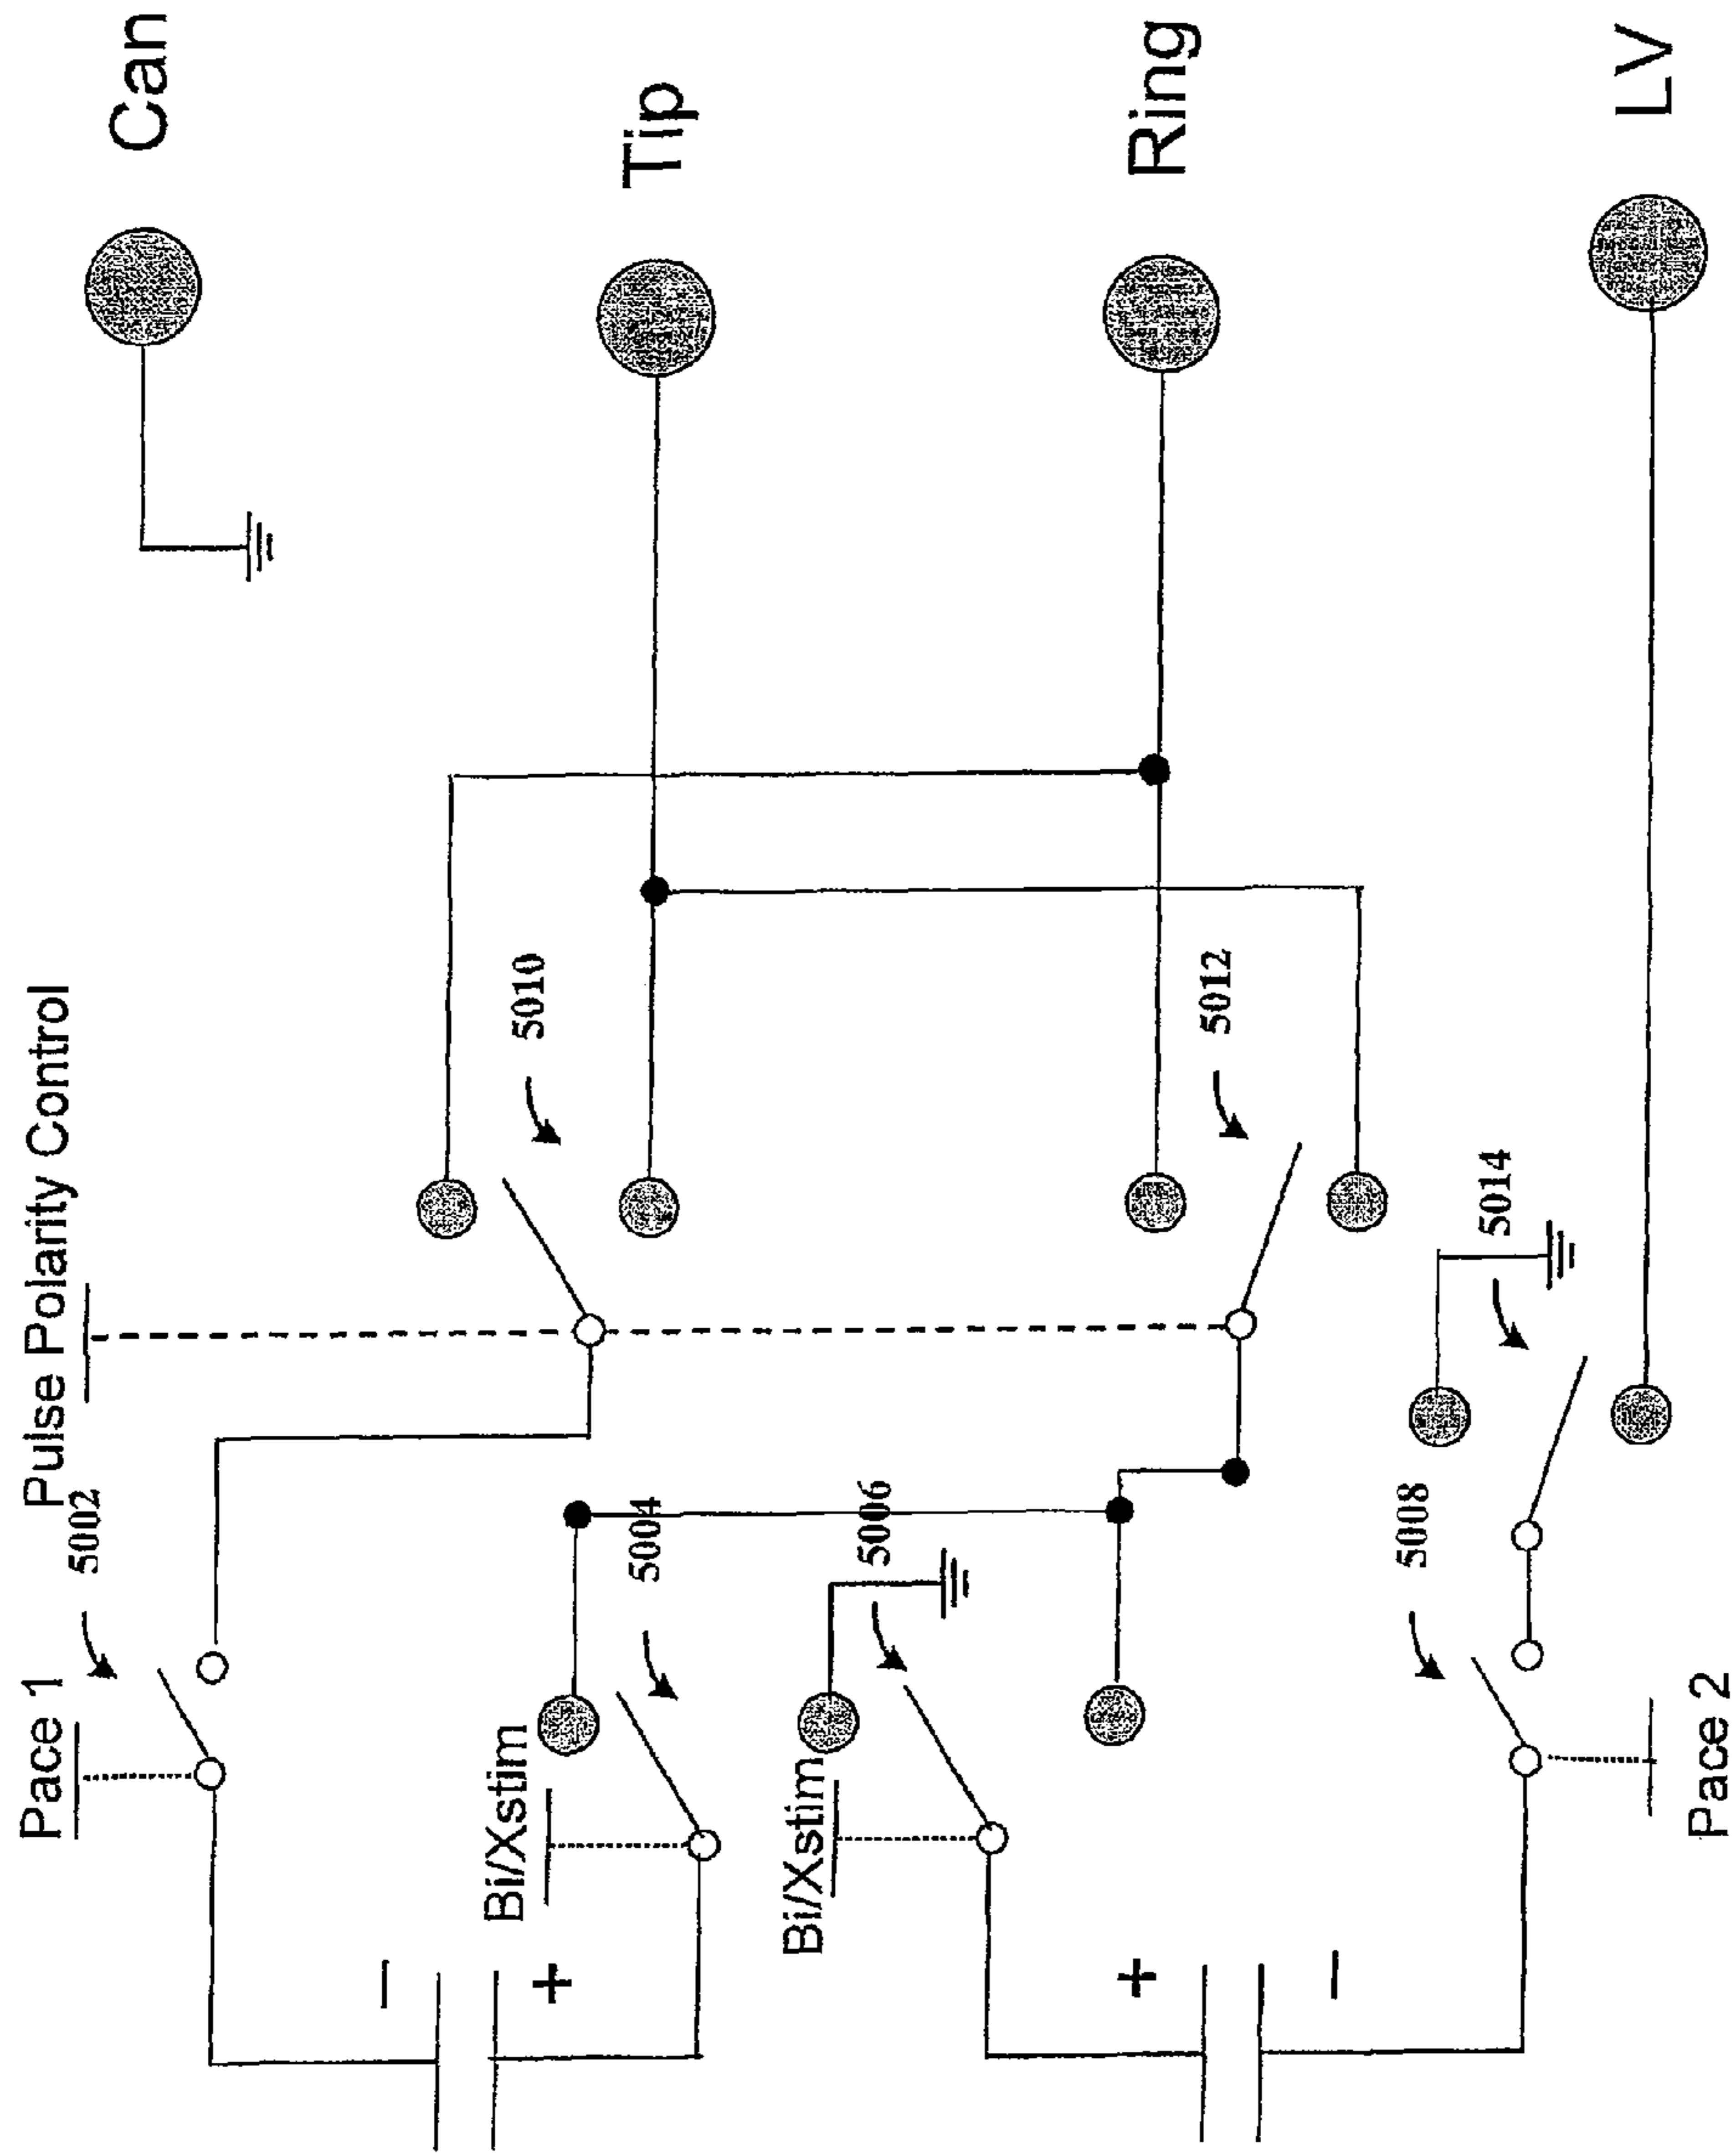 Pace 1
5002
Pulse Polarity Control
Can
−
+
Bi/Xstim
5004
5010
Tip
Bi/Xstim
5006
+
−
5012
Ring
5008
5014
Pace 2
LV